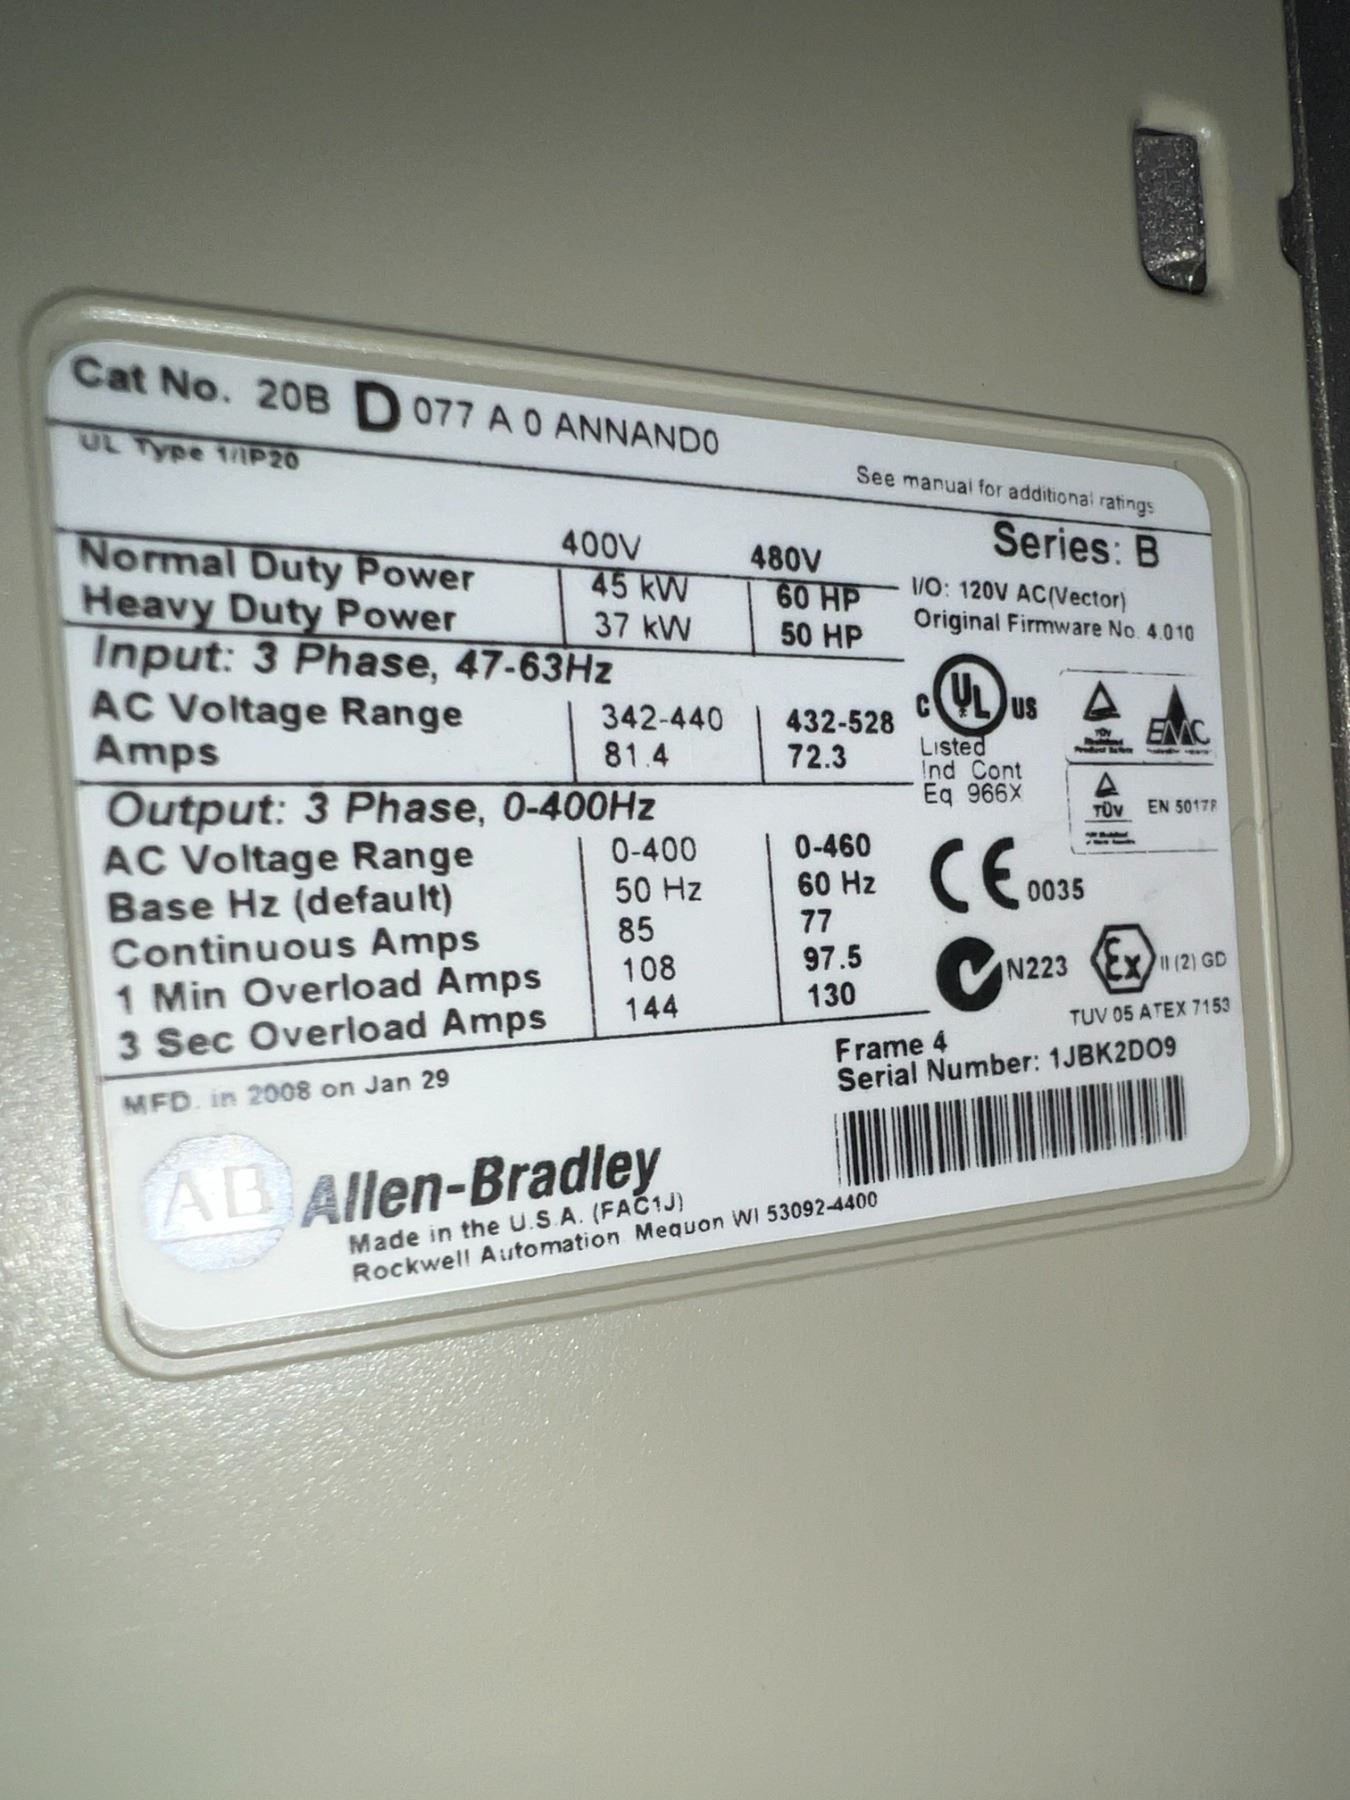 Cat No. 20B D 077 A 0 ANNAND0
UL Type 1/IP20
See manual for additional ratings
400V 480V
Series: B
Normal Duty Power 45 kW 60 HP
Heavy Duty Power 37 kW 50 HP
I/O: 120V AC(Vector)
Original Firmware No. 4.010
Input: 3 Phase, 47-63Hz
AC Voltage Range 342-440 432-528
Amps 81.4 72.3
C UL US
Listed
Ind Cont
Eq 966X
TÜV
Product Safety
EMC
TÜV
EN 50178
Output: 3 Phase, 0-400Hz
AC Voltage Range 0-400 0-460
Base Hz (default) 50 Hz 60 Hz
Continuous Amps 85 77
1 Min Overload Amps 108 97.5
3 Sec Overload Amps 144 130
CE 0035
N223
Ex II (2) GD
TUV 05 ATEX 7153
Frame 4
Serial Number: 1JBK2DO9
MFD. in 2008 on Jan 29
AB Allen-Bradley
Made in the U.S.A. (FAC1J)
Rockwell Automation Mequon WI 53092-4400